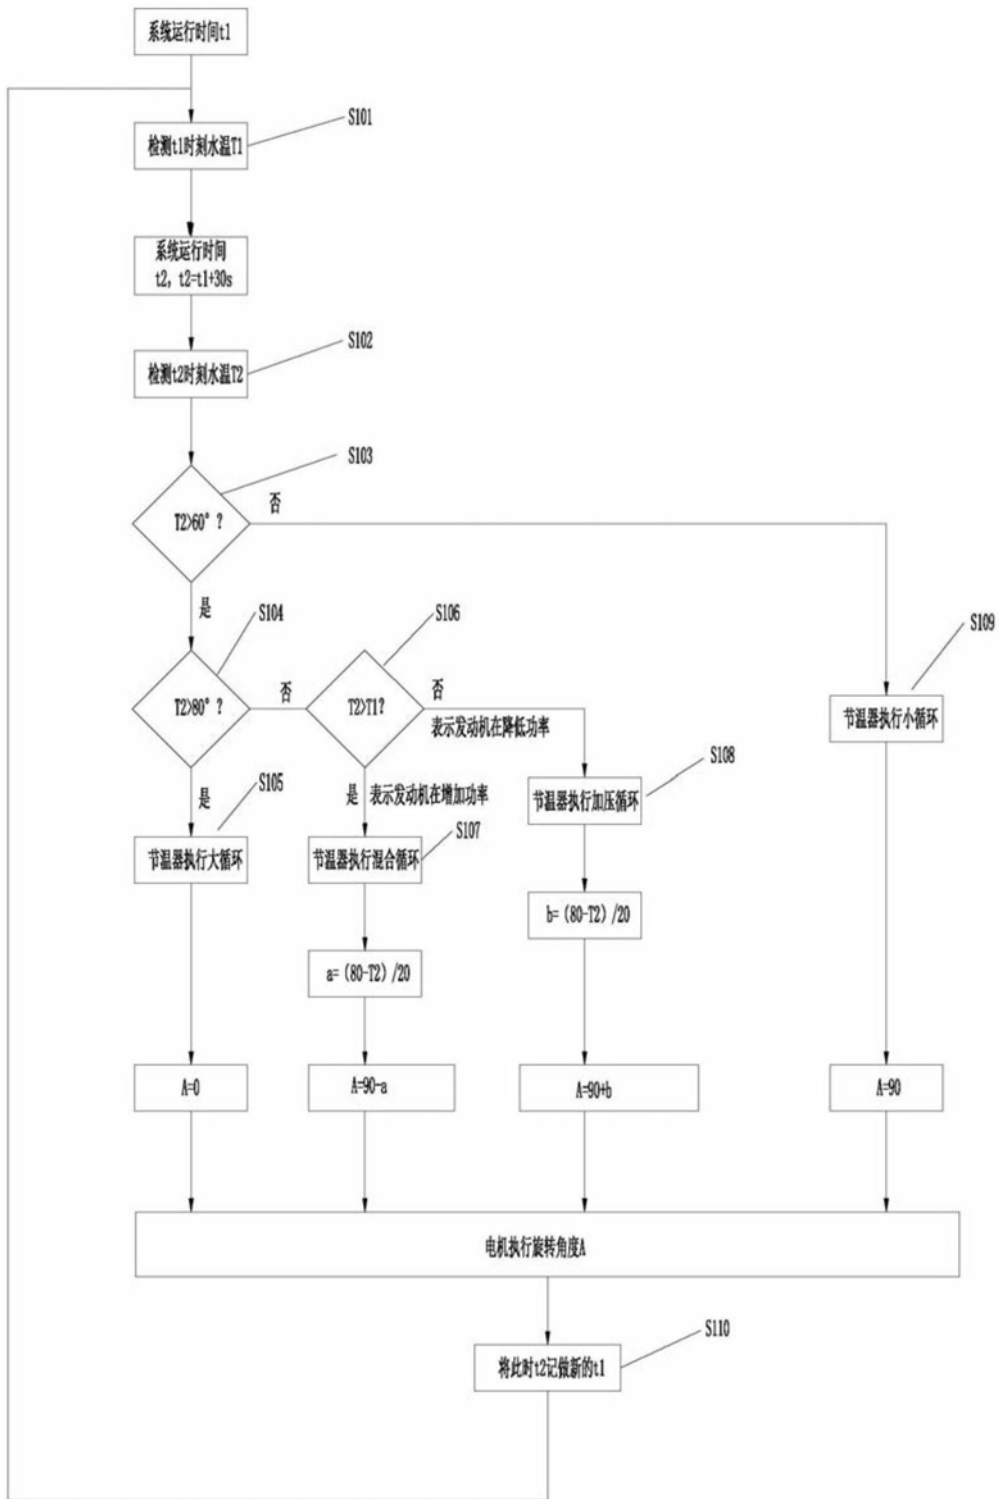 系统运行时间t1
S101
检测t1时刻水温T1
系统运行时间
t2, t2=t1+30s
S102
检测t2时刻水温T2
S103
T2>60°?
否
是
S104
S106
S109
T2>80°?
否
T2>T1?
否
表示发动机在降低功率
节温器执行小循环
是
S105
是 表示发动机在增加功率
S108
节温器执行加压循环
S107
节温器执行大循环
节温器执行混合循环
b=(80-T2)/20
a=(80-T2)/20
A=0
A=90-a
A=90+b
A=90
电机执行旋转角度A
S110
将此时t2记做新的t1